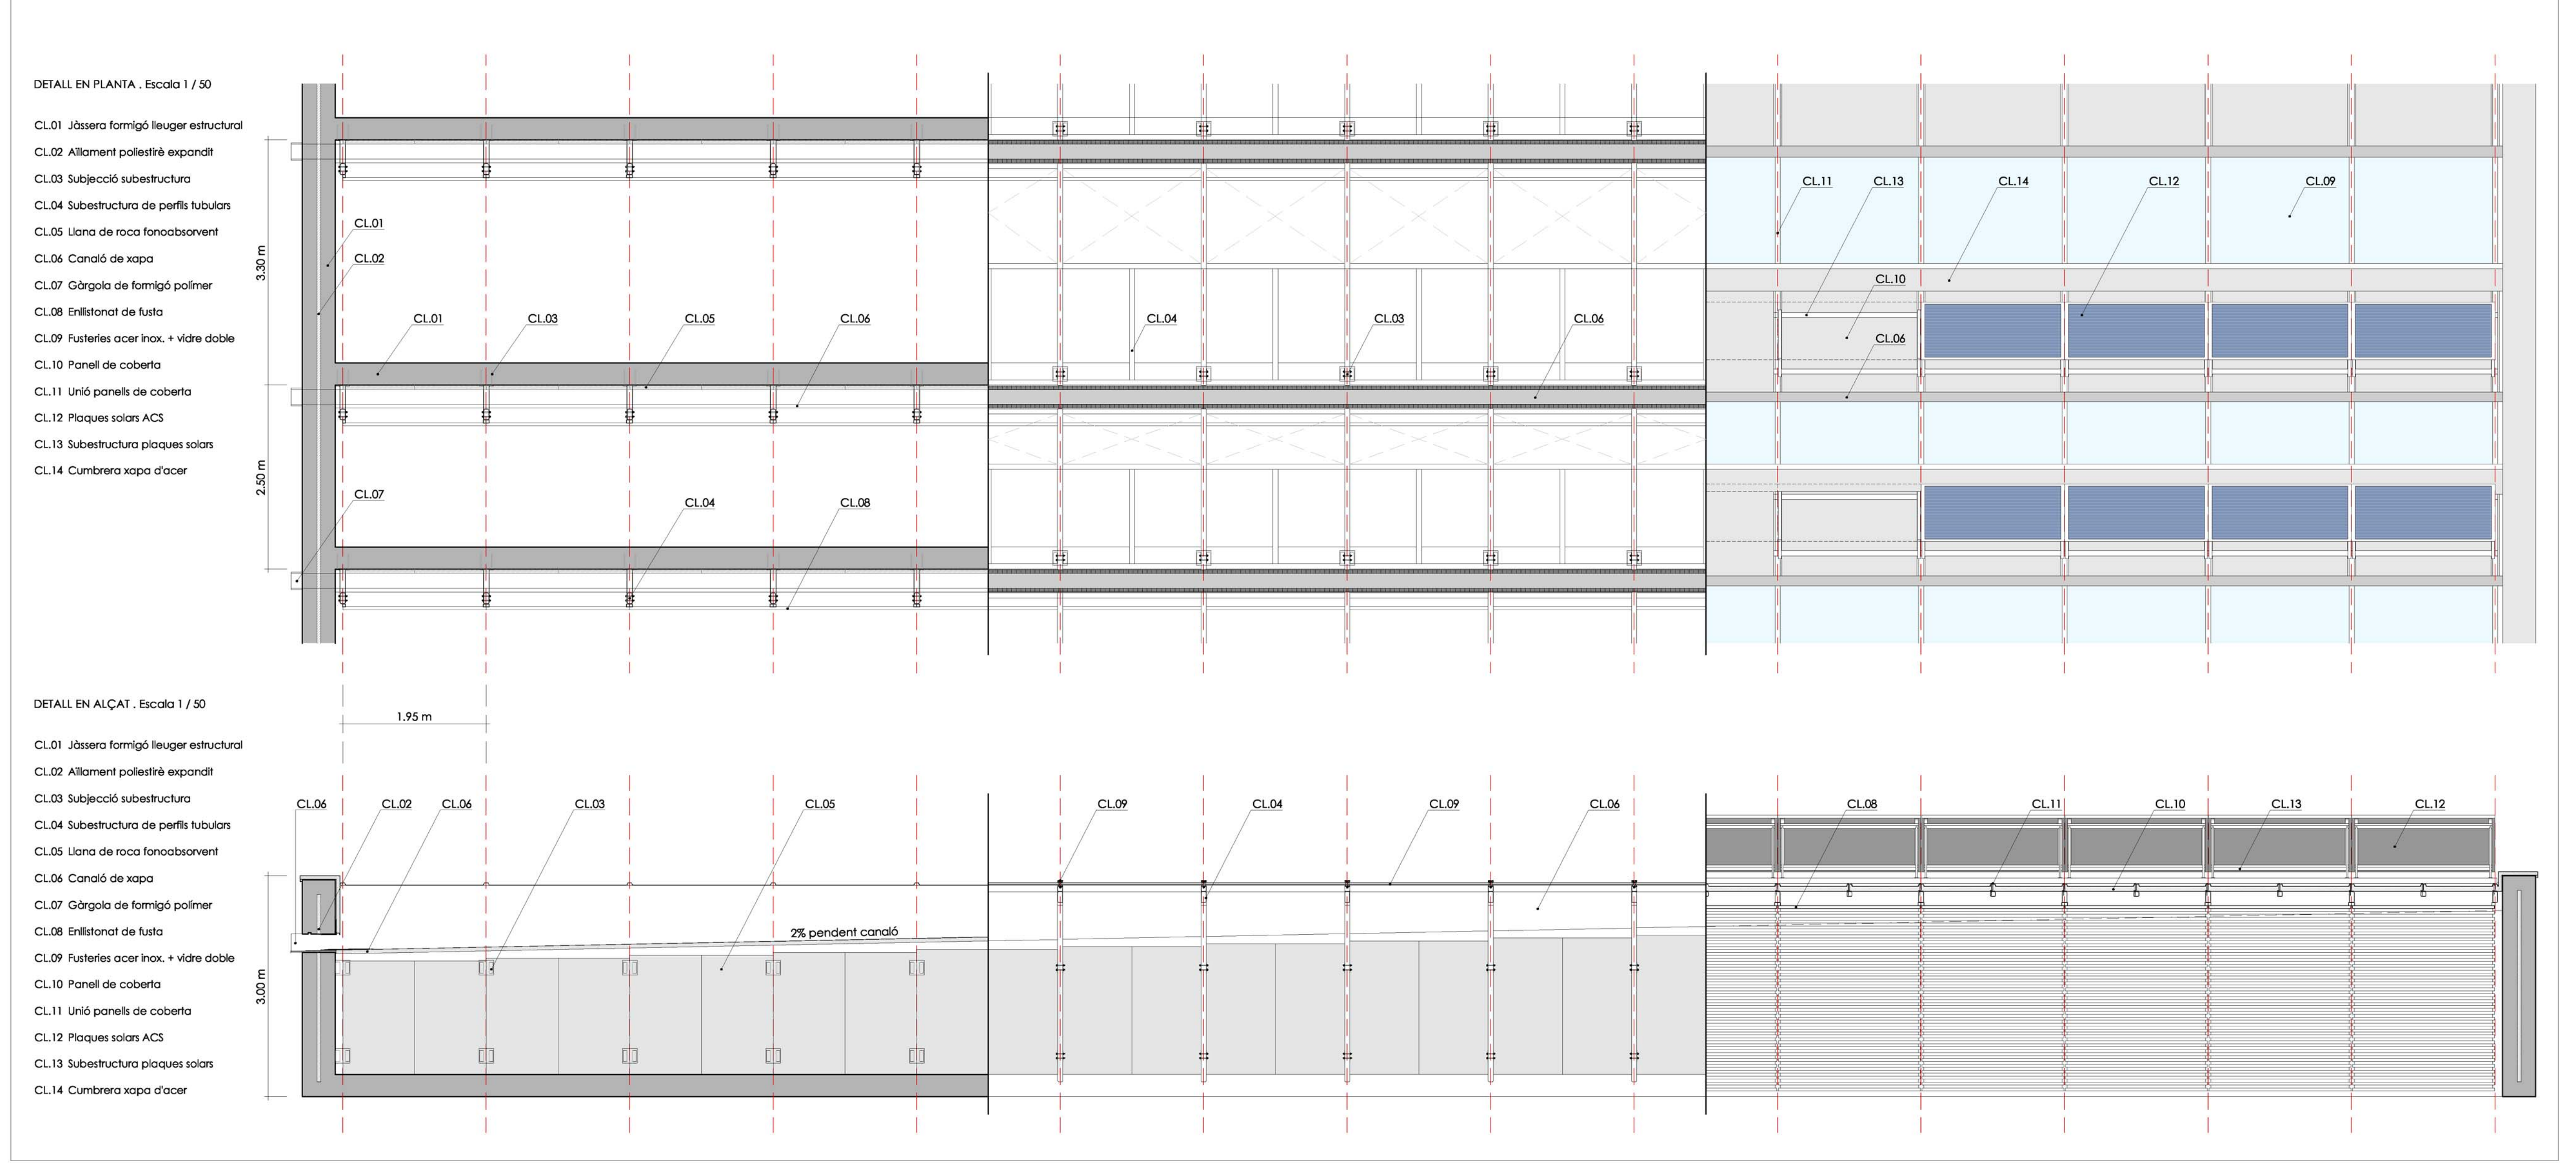 DETALL EN PLANTA . Escala 1 / 50
CL.01 Jàssera formigó lleuger estructural
CL.02 Aïllament poliestirè expandit
CL.03 Subjecció subestructura
CL.04 Subestructura de perfils tubulars
CL.05 Llana de roca fonoabsorvent
CL.06 Canaló de xapa
CL.07 Gàrgola de formigó polímer
CL.08 Enllistonat de fusta
CL.09 Fusteries acer inox. + vidre doble
CL.10 Panell de coberta
CL.11 Unió panells de coberta
CL.12 Plaques solars ACS
CL.13 Subestructura plaques solars
CL.14 Cumbrera xapa d'acer
3.30 m
2.50 m
CL.01
CL.02
CL.01
CL.03
CL.05
CL.06
CL.07
CL.04
CL.08
CL.04
CL.03
CL.06
CL.11
CL.13
CL.14
CL.12
CL.09
CL.10
CL.06
DETALL EN ALÇAT . Escala 1 / 50
1.95 m
CL.01 Jàssera formigó lleuger estructural
CL.02 Aïllament poliestirè expandit
CL.03 Subjecció subestructura
CL.04 Subestructura de perfils tubulars
CL.05 Llana de roca fonoabsorvent
CL.06 Canaló de xapa
CL.07 Gàrgola de formigó polímer
CL.08 Enllistonat de fusta
CL.09 Fusteries acer inox. + vidre doble
CL.10 Panell de coberta
CL.11 Unió panells de coberta
CL.12 Plaques solars ACS
CL.13 Subestructura plaques solars
CL.14 Cumbrera xapa d'acer
3.00 m
CL.06
CL.02
CL.06
CL.03
CL.05
CL.09
CL.04
CL.09
CL.06
CL.08
CL.11
CL.10
CL.13
CL.12
2% pendent canaló